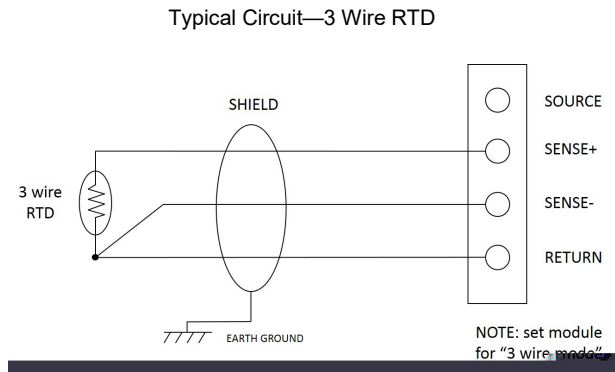 Typical Circuit—3 Wire RTD
SHIELD
SOURCE
SENSE+
3 wire
RTD
SENSE-
RETURN
EARTH GROUND
NOTE: set module
for “3 wire mode”